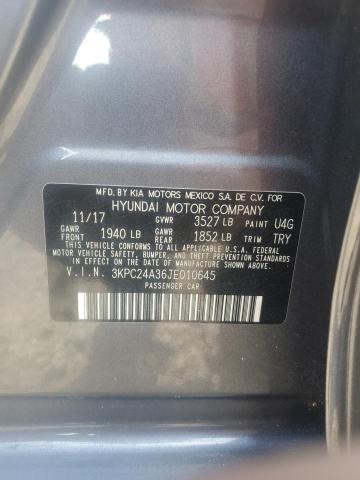 MFD. BY KIA MOTORS MEXICO S.A. DE C.V. FOR
HYUNDAI MOTOR COMPANY
11/17 GVWR 3527 LB PAINT U4G
GAWR FRONT 1940 LB GAWR REAR 1852 LB TRIM TRY
THIS VEHICLE CONFORMS TO ALL APPLICABLE U.S.A. FEDERAL
MOTOR VEHICLE SAFETY, BUMPER, AND THEFT PREVENTION
STANDARDS IN EFFECT ON THE DATE OF MANUFACTURE SHOWN ABOVE.
V.I.N. 3KPC24A36JE010645
PASSENGER CAR